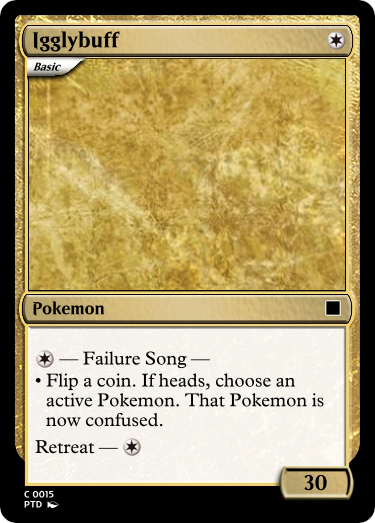 Igglybuff
Basic
Pokemon
— Failure Song —
• Flip a coin. If heads, choose an
active Pokemon. That Pokemon is
now confused.
Retreat —
30
C 0015
PTD